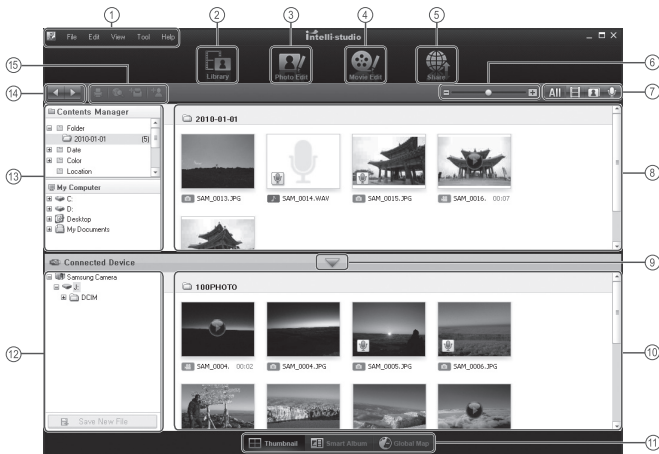 1
2
3
4
5
File Edit View Tool Help
intelli-studio
Library
Photo Edit
Movie Edit
Share
15
6
14
All
7
Contents Manager
2010-01-01
Folder
2010-01-01 (5)
Date
Color
Location
13
8
SAM_0013.JPG
SAM_0014.WAV
SAM_0015.JPG
SAM_0016. 00:07
My Computer
C:
D:
Desktop
My Documents
Connected Device
9
Samsung Camera
J:
DCIM
100PHOTO
12
10
SAM_0004. 00:02
SAM_0004.JPG
SAM_0005.JPG
SAM_0006.JPG
Save New File
Thumbnail
Smart Album
Global Map
11